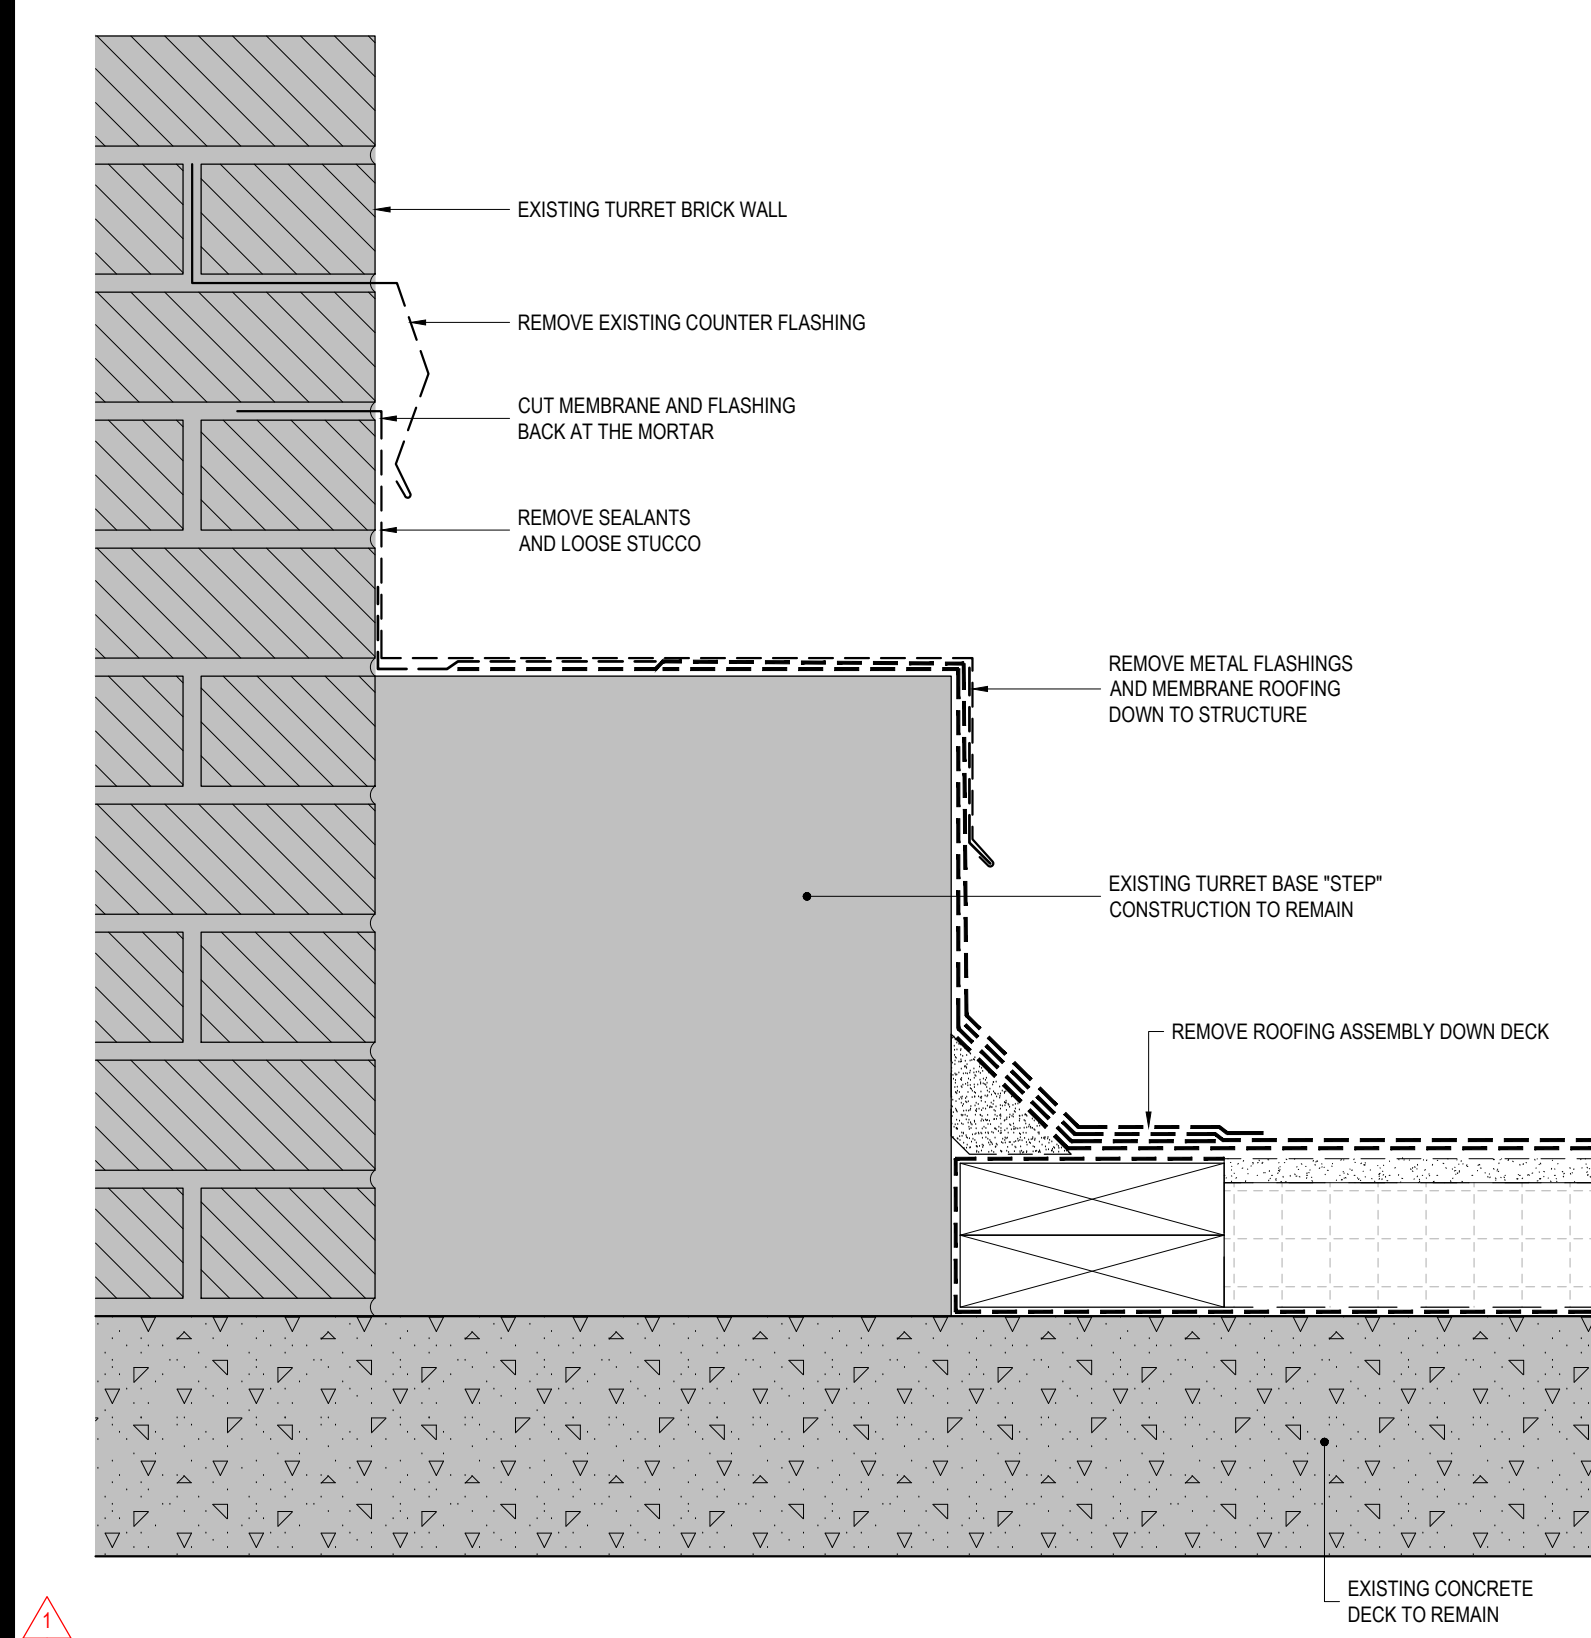 EXISTING TURRET BRICK WALL
REMOVE EXISTING COUNTER FLASHING
CUT MEMBRANE AND FLASHING
BACK AT THE MORTAR
REMOVE SEALANTS
AND LOOSE STUCCO
REMOVE METAL FLASHINGS
AND MEMBRANE ROOFING
DOWN TO STRUCTURE
EXISTING TURRET BASE "STEP"
CONSTRUCTION TO REMAIN
REMOVE ROOFING ASSEMBLY DOWN DECK
EXISTING CONCRETE
DECK TO REMAIN
1